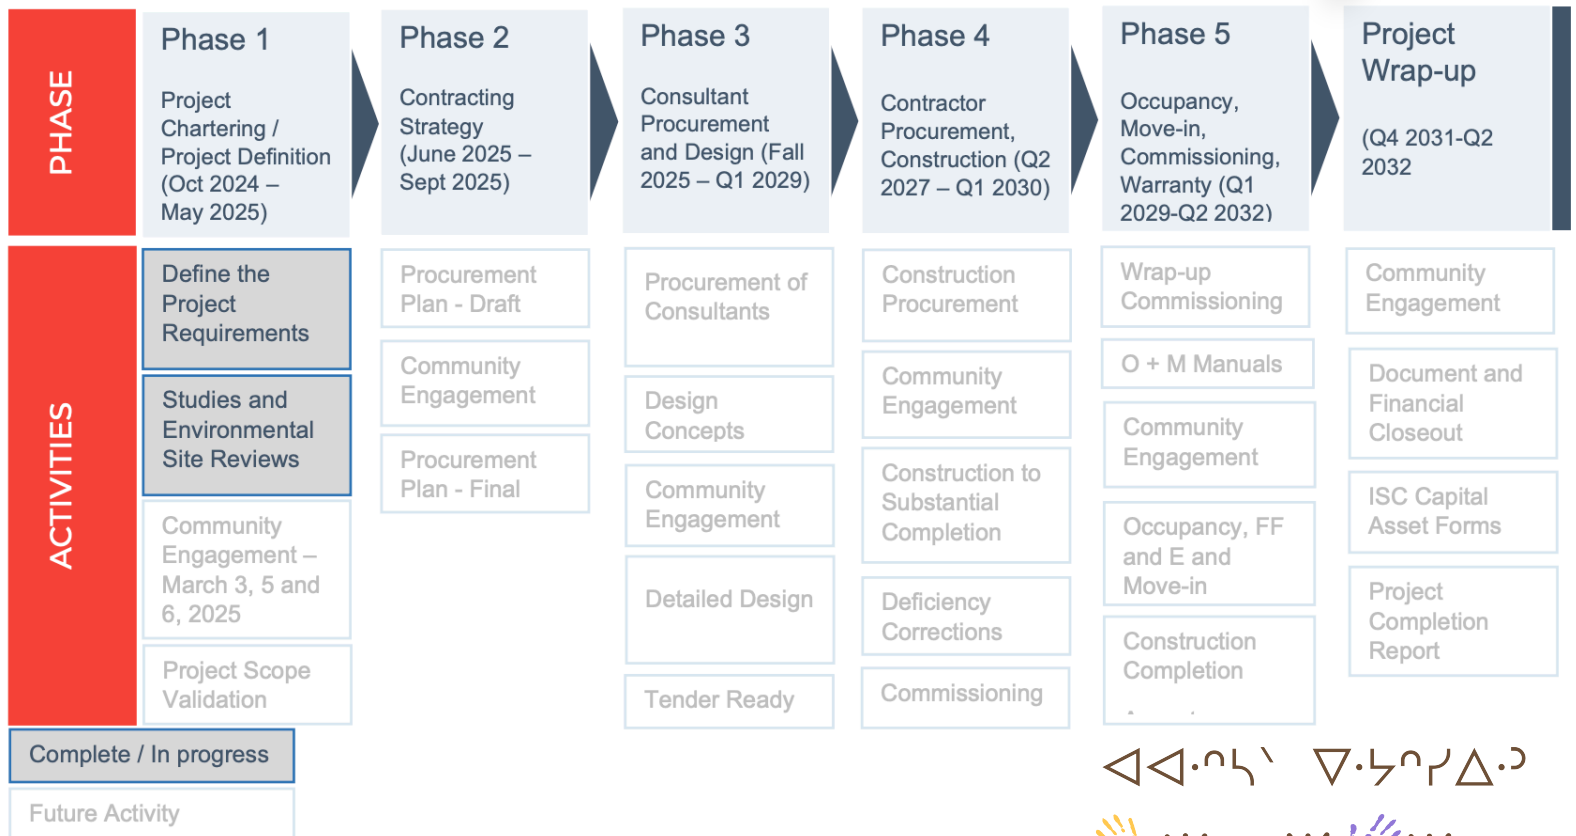 PHASE
Phase 1
Project
Chartering /
Project Definition
(Oct 2024 –
May 2025)
Phase 2
Contracting
Strategy
(June 2025 –
Sept 2025)
Phase 3
Consultant
Procurement
and Design (Fall
2025 – Q1 2029)
Phase 4
Contractor
Procurement,
Construction (Q2
2027 – Q1 2030)
Phase 5
Occupancy,
Move-in,
Commissioning,
Warranty (Q1
2029-Q2 2032)
Project
Wrap-up
(Q4 2031-Q2
2032
ACTIVITIES
Define the
Project
Requirements
Studies and
Environmental
Site Reviews
Community
Engagement –
March 3, 5 and
6, 2025
Project Scope
Validation
Procurement
Plan - Draft
Community
Engagement
Procurement
Plan - Final
Procurement of
Consultants
Design
Concepts
Community
Engagement
Detailed Design
Tender Ready
Construction
Procurement
Community
Engagement
Construction to
Substantial
Completion
Deficiency
Corrections
Commissioning
Wrap-up
Commissioning
O + M Manuals
Community
Engagement
Occupancy, FF
and E and
Move-in
Construction
Completion
Community
Engagement
Document and
Financial
Closeout
ISC Capital
Asset Forms
Project
Completion
Report
Complete / In progress
Future Activity
ᐊᐊᐧᓂᓴᐠ ᐁᐧᔭᓂᒋᐃᐧᐣ